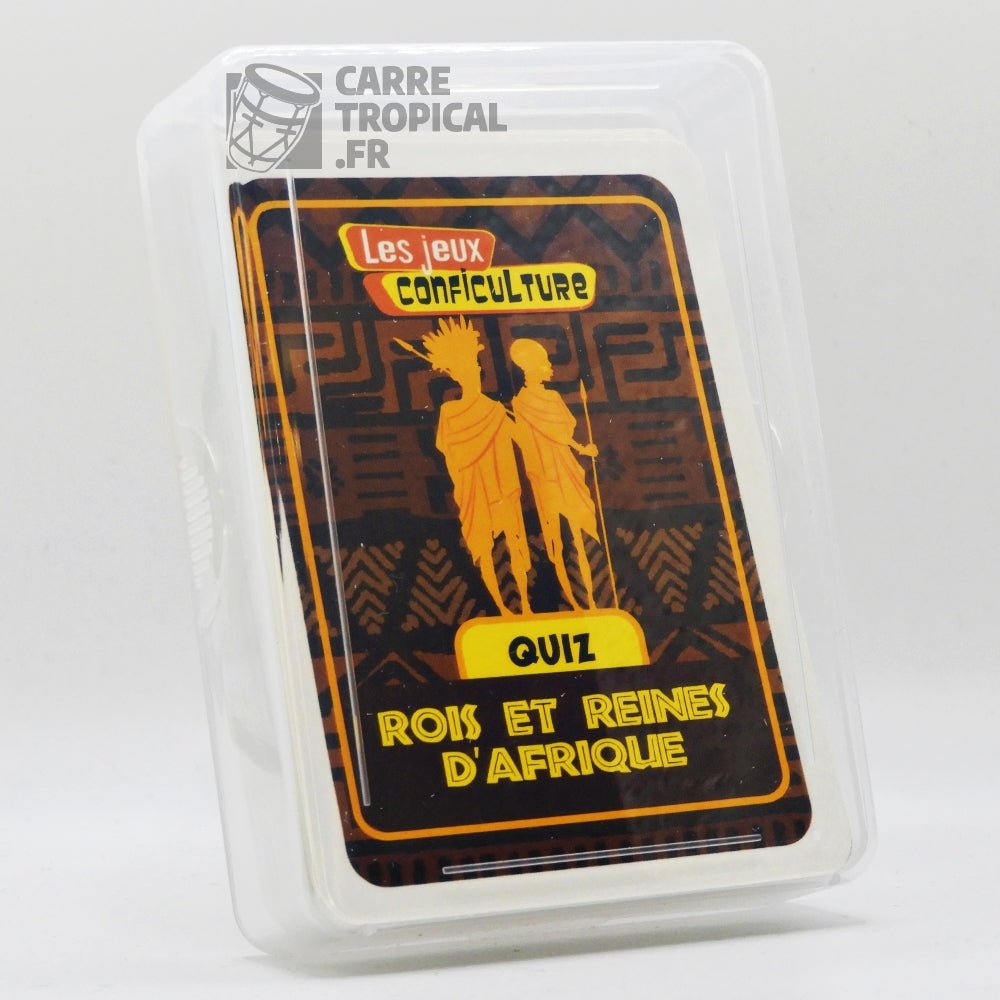 CARRE
TROPICAL
.FR
Les jeux
CONFICULTURE
QUIZ
ROIS ET REINES
D'AFRIQUE